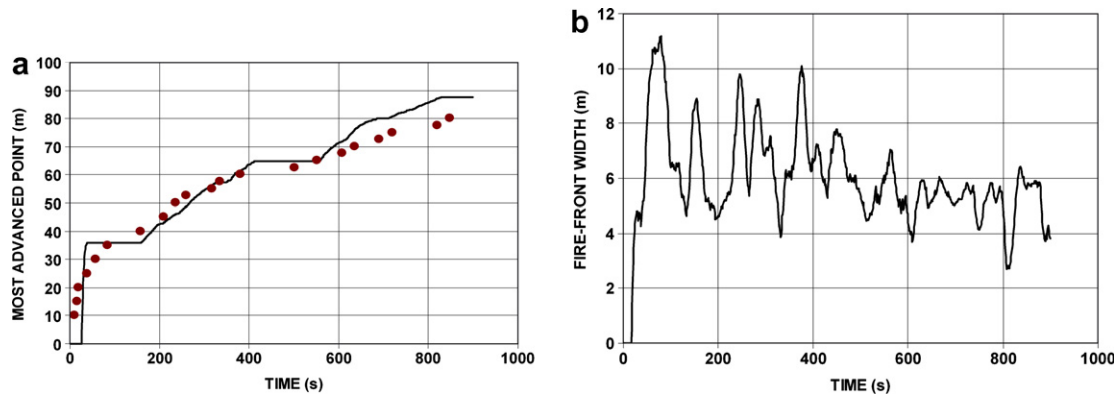 a
MOST ADVANCED POINT (m)
100
90
80
70
60
50
40
30
20
10
0
0 200 400 600 800 1000
TIME (s)
b
FIRE-FRONT WIDTH (m)
12
10
8
6
4
2
0
0 200 400 600 800 1000
TIME (s)